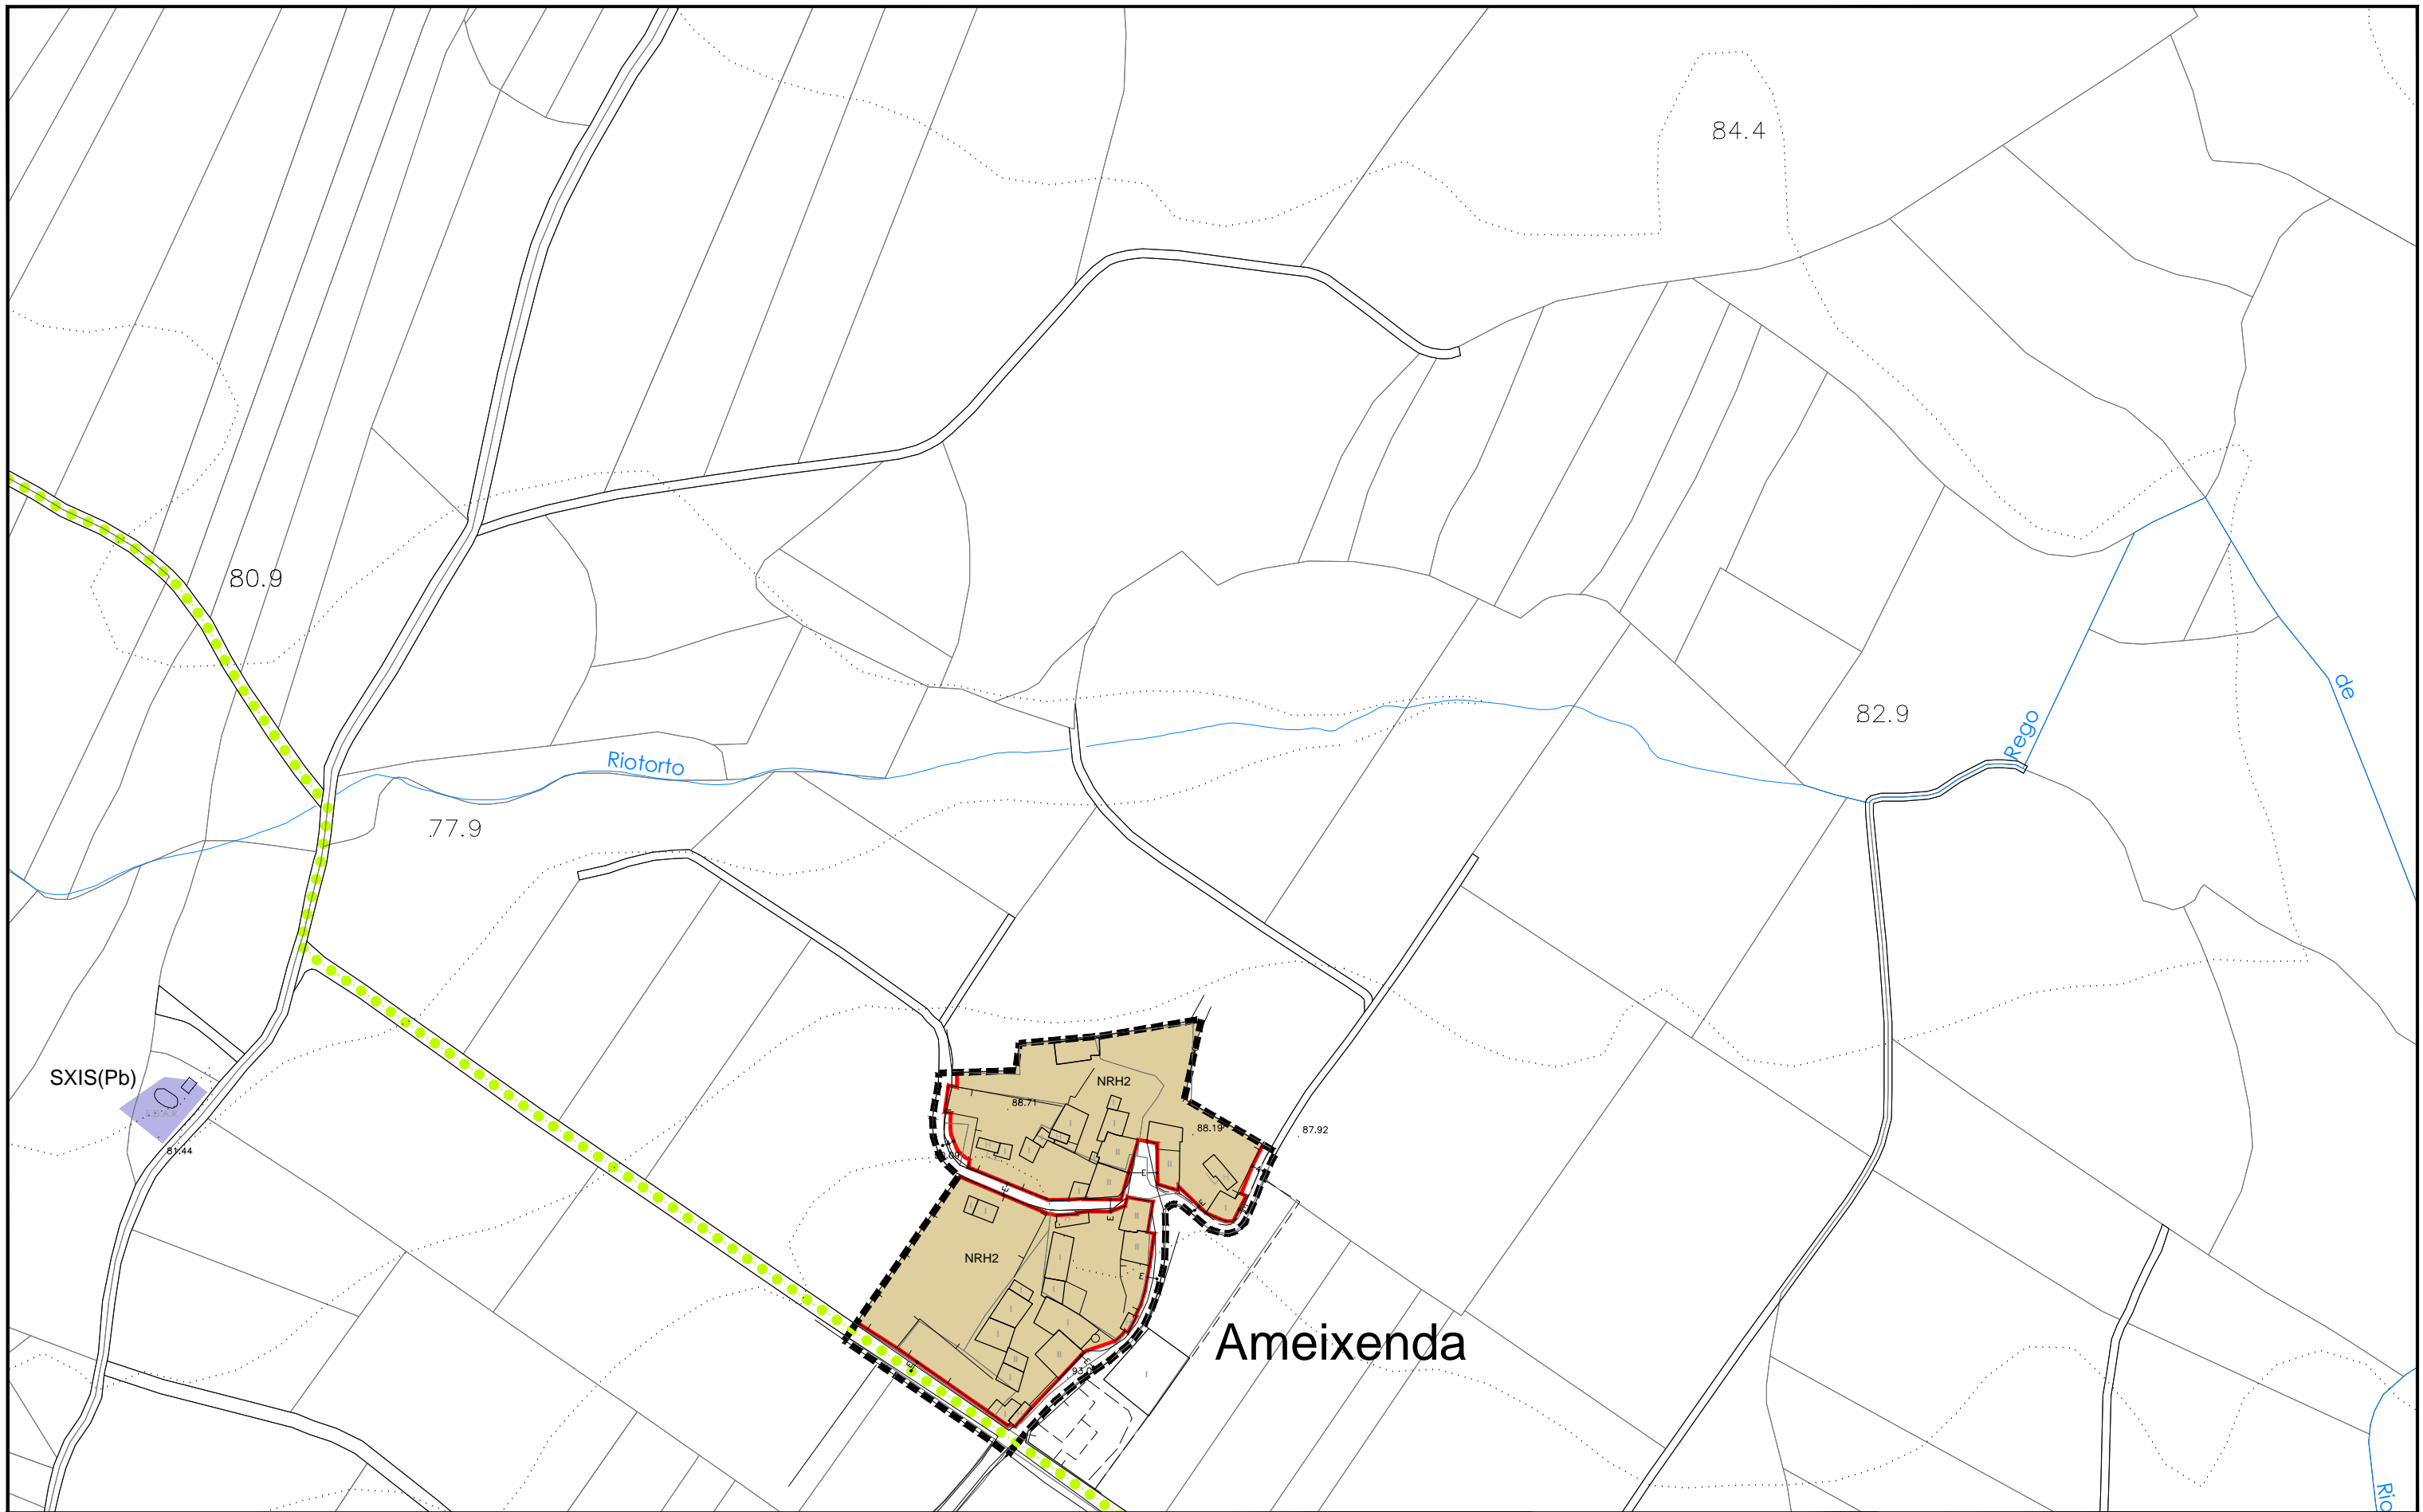 84.4
80.9
de
82.9
Rego
Riotorto
77.9
SXIS(Pb)
NRH2
88.71
88.19
87.92
81.44
E
E
E
E
NRH2
E
Ameixenda
E
E
Rio